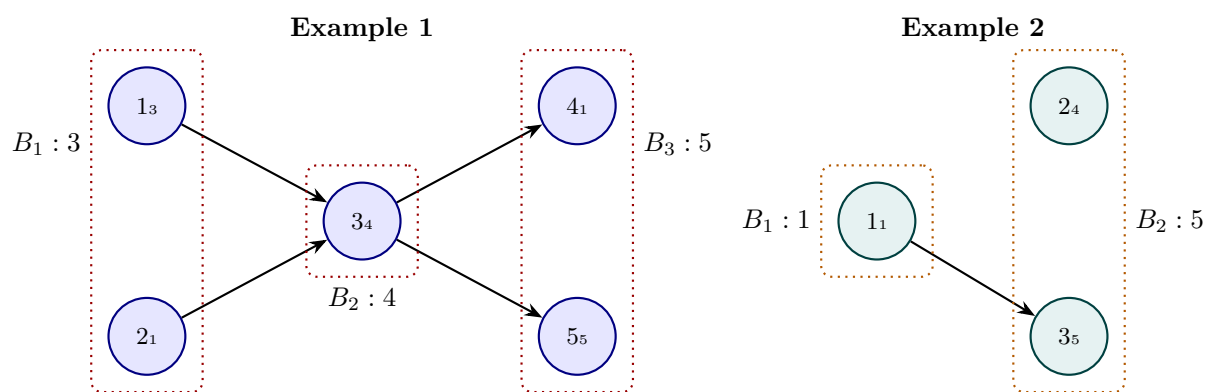 Example 1
Example 2
1₃
4₁
2₄
B₁ : 3
B₃ : 5
3₄
B₁ : 1
1₁
B₂ : 5
B₂ : 4
2₁
5₅
3₅